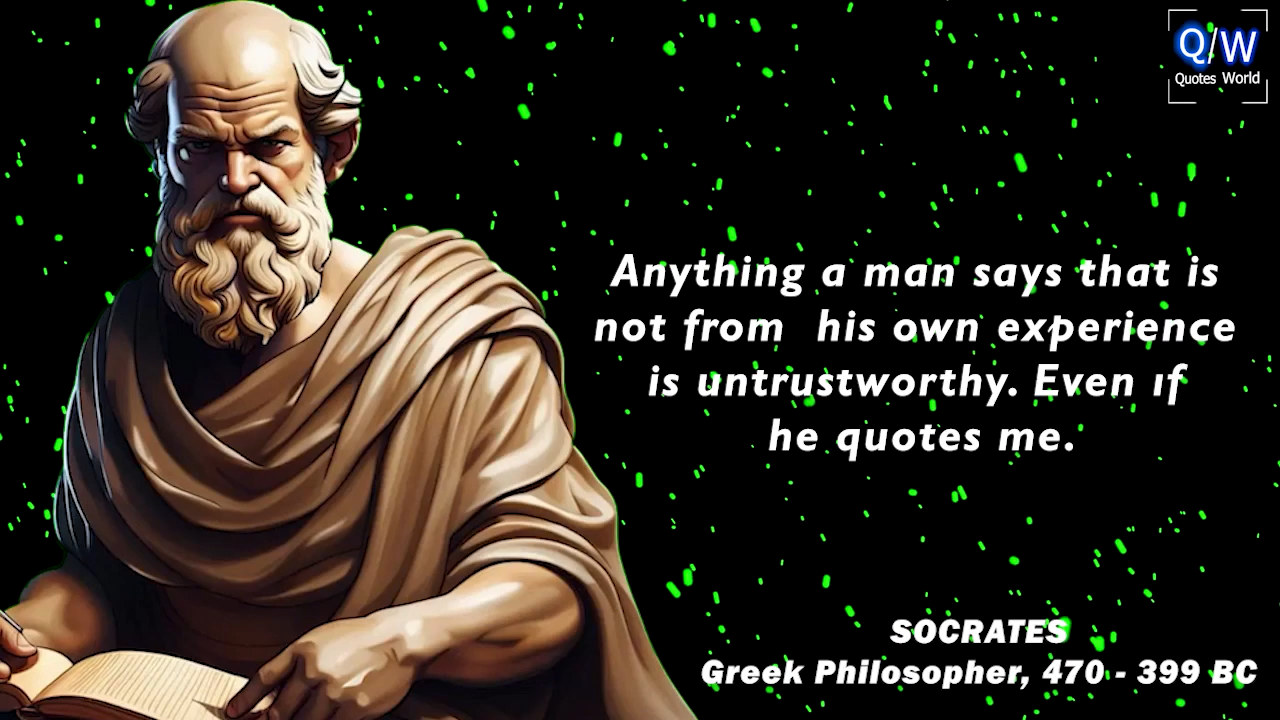 Q/W
Quotes World
Anything a man says that is
not from his own experience
is untrustworthy. Even ıf
he quotes me.
SOCRATES
Greek Philosopher, 470 - 399 BC